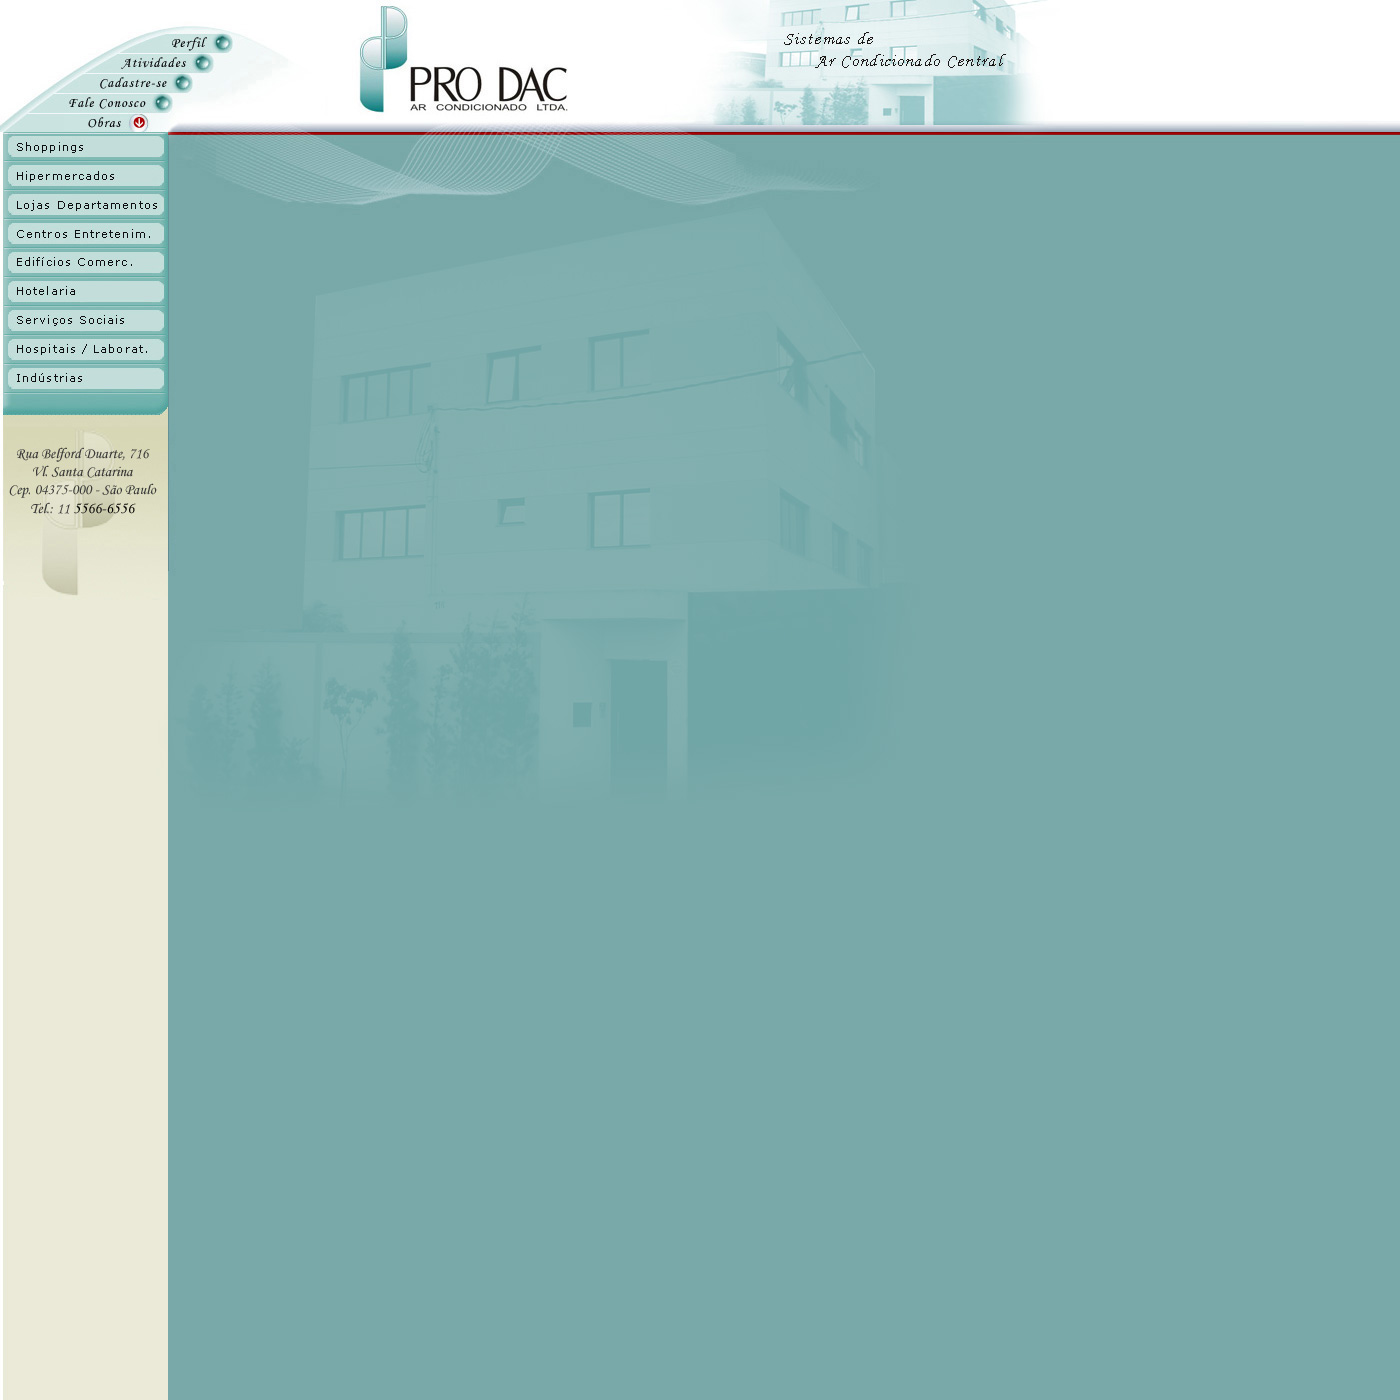 Perfil
Atividades
Cadastre-se
Fale Conosco
Obras
PRO DAC
AR CONDICIONADO LTDA.
Sistemas de
Ar Condicionado Central
Shoppings
Hipermercados
Lojas Departamentos
Centros Entretenim.
Edifícios Comerc.
Hotelaria
Serviços Sociais
Hospitais / Laborat.
Indústrias
Rua Belford Duarte, 716
Vl. Santa Catarina
Cep. 04375-000 - São Paulo
Tel.: 11 5566-6556